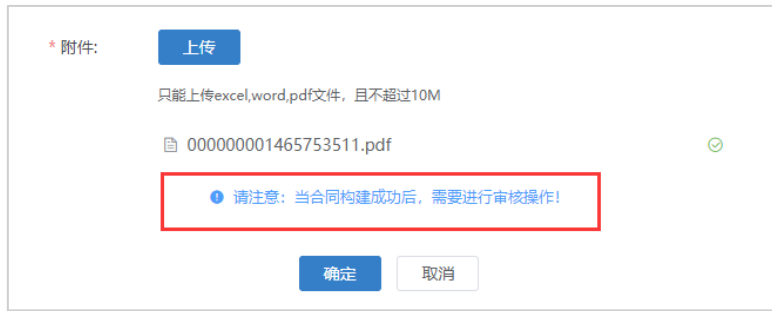 * 附件: 上传
只能上传excel,word,pdf文件，且不超过10M
000000001465753511.pdf
请注意：当合同构建成功后，需要进行审核操作！
确定 取消